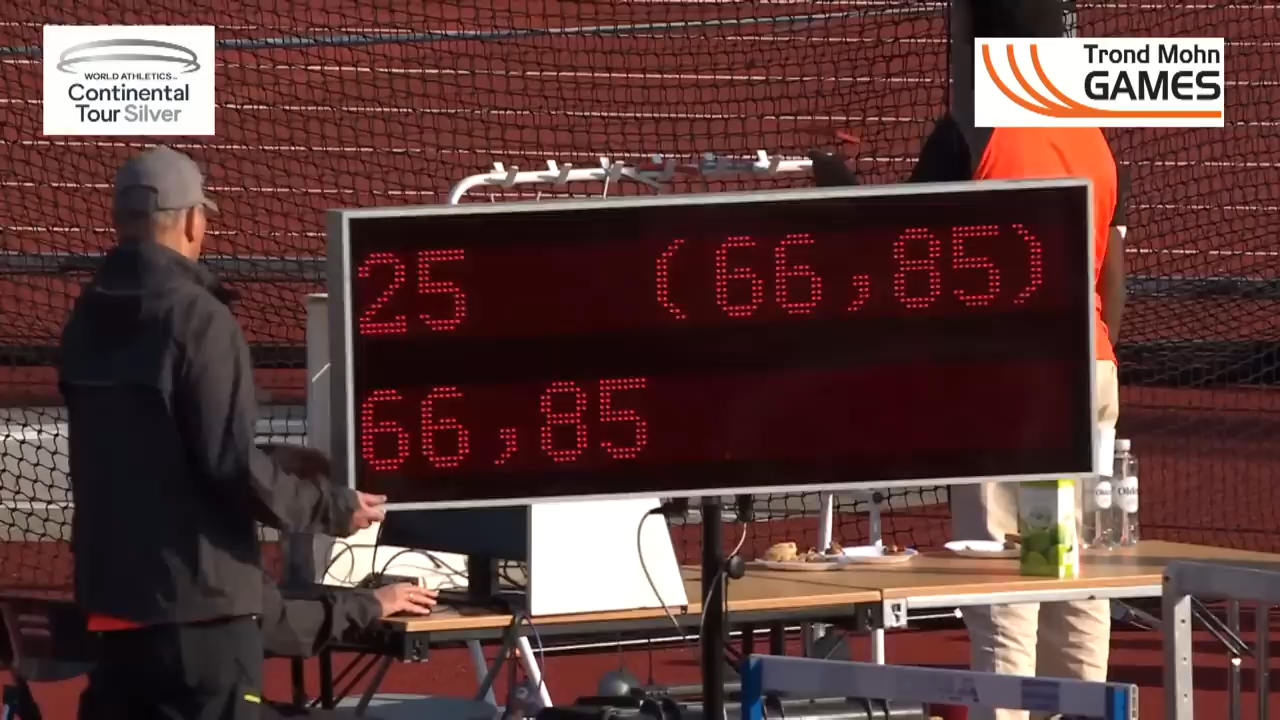 WORLD ATHLETICS
Continental
Tour Silver
Trond Mohn
GAMES
25 (66,85)
66,85